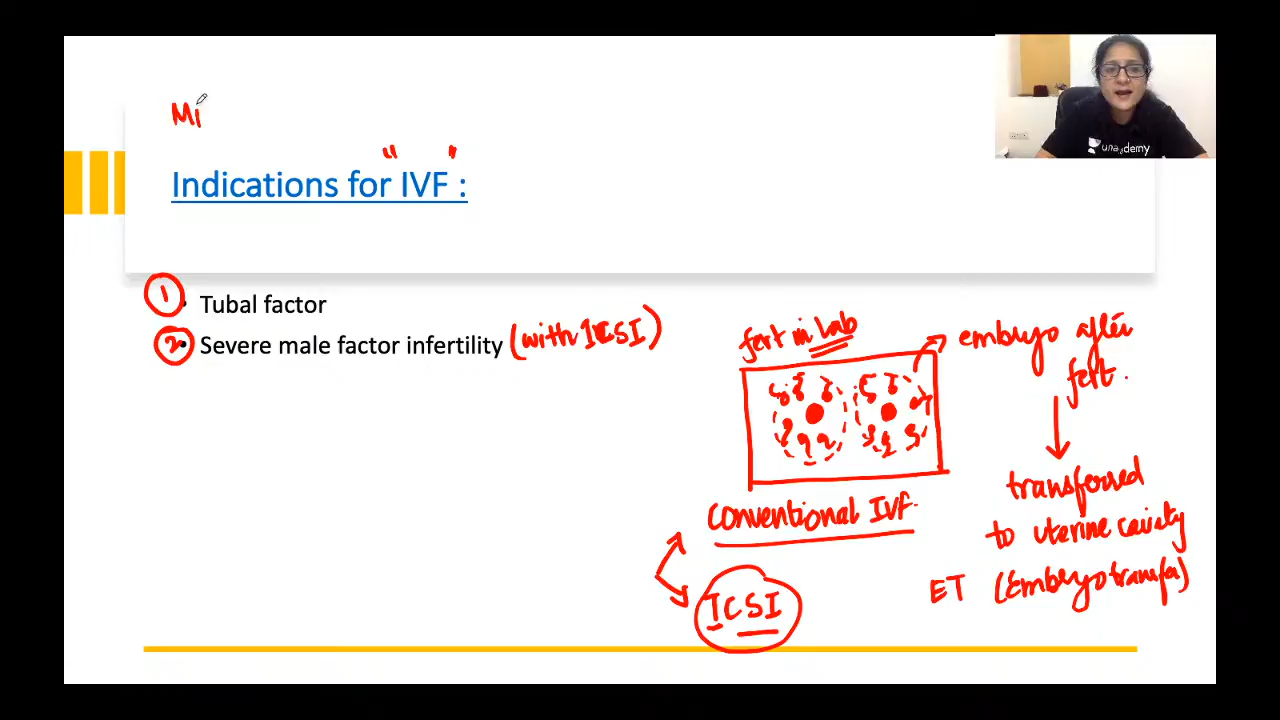 Mi
" "
Indications for IVF :
1 • Tubal factor
2 • Severe male factor infertility (with ICSI)
fert in Lab
embryo after
fert.
transferred
to uterine cavity
ET (Embryo transfer)
Conventional IVF.
ICSI
unacademy